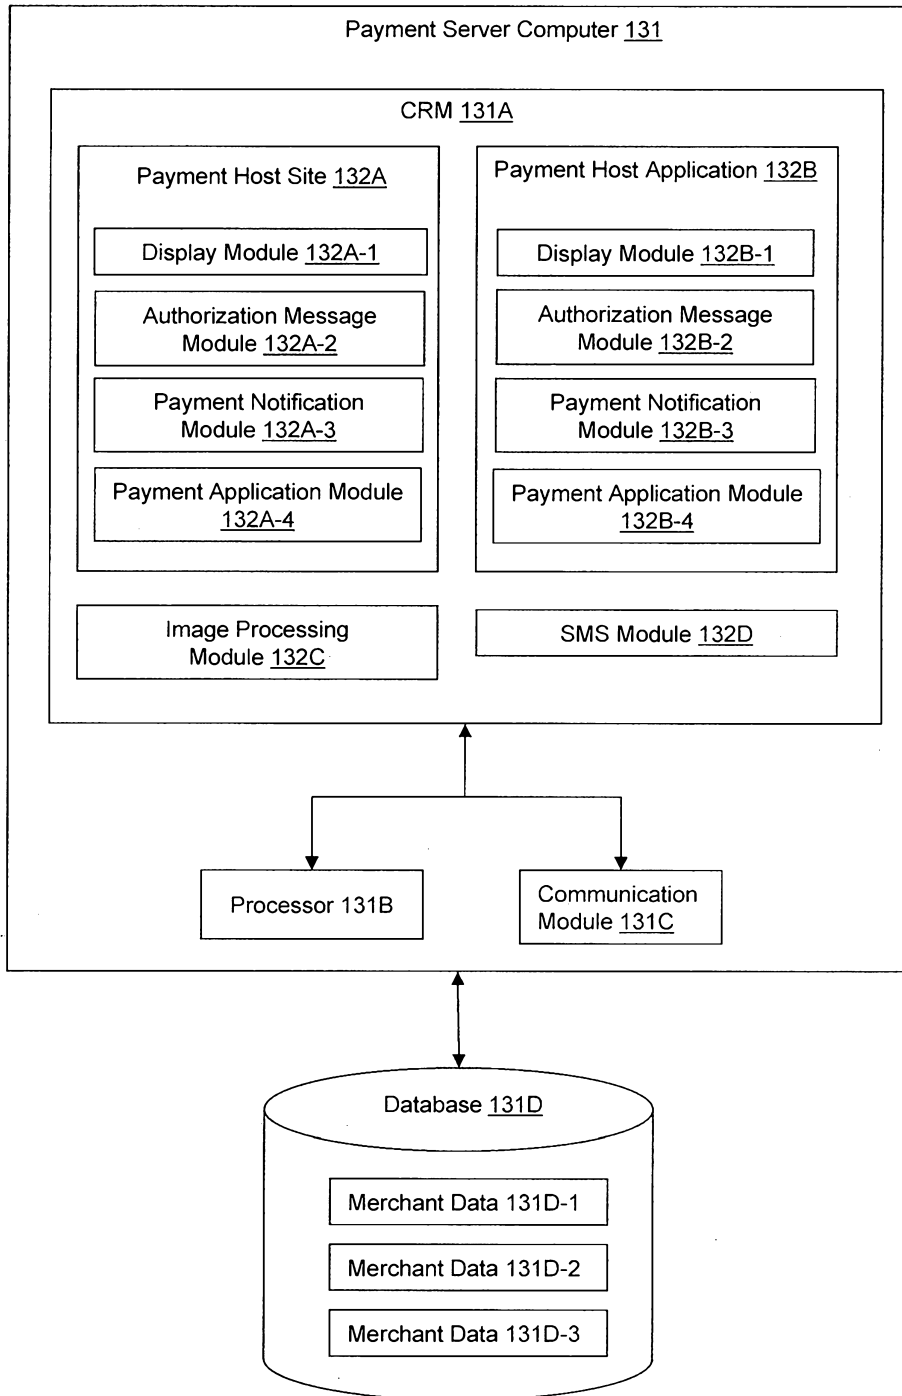 Payment Server Computer 131
CRM 131A
Payment Host Site 132A
Display Module 132A-1
Authorization Message
Module 132A-2
Payment Notification
Module 132A-3
Payment Application Module
132A-4
Payment Host Application 132B
Display Module 132B-1
Authorization Message
Module 132B-2
Payment Notification
Module 132B-3
Payment Application Module
132B-4
Image Processing
Module 132C
SMS Module 132D
Processor 131B
Communication
Module 131C
Database 131D
Merchant Data 131D-1
Merchant Data 131D-2
Merchant Data 131D-3